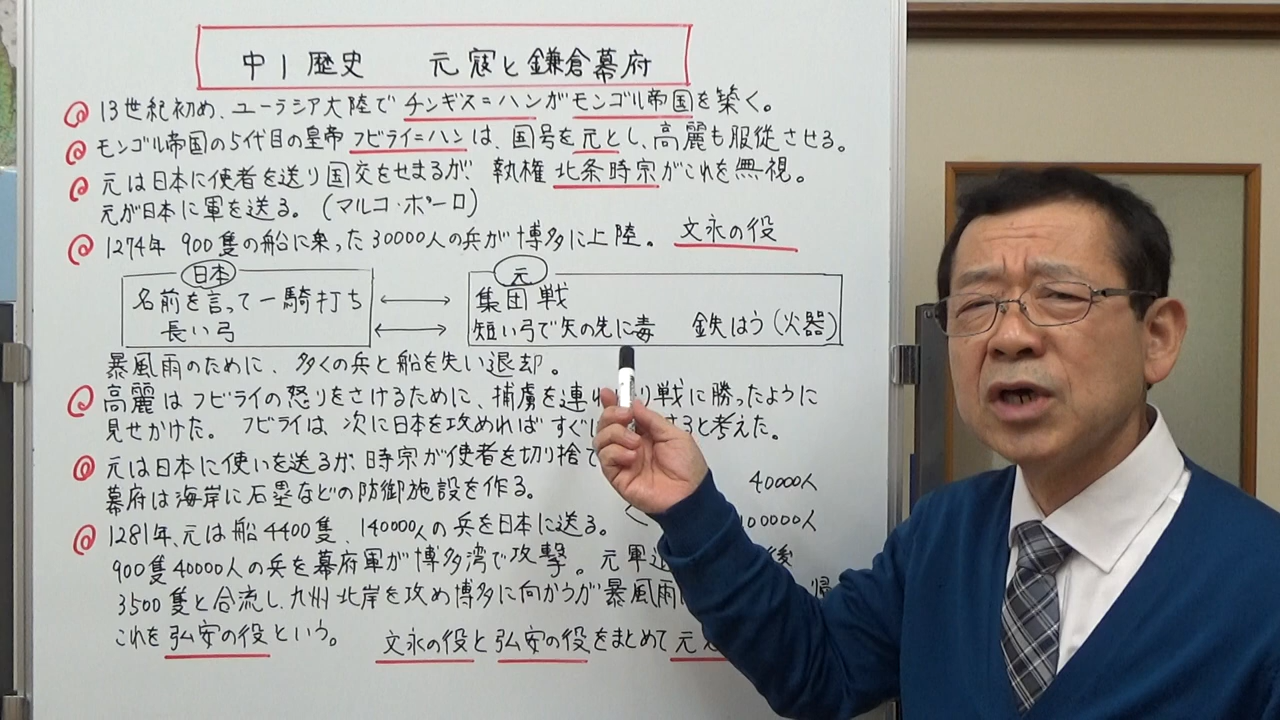 中1歴史 元寇と鎌倉幕府
13世紀初め、ユーラシア大陸でチンギス=ハンがモンゴル帝国を築く。
モンゴル帝国の5代目の皇帝フビライ=ハンは、国号を元とし、高麗も服従させる。
元は日本に使者を送り国交をせまるが、執権北条時宗がこれを無視。
元が日本に軍を送る。(マルコ・ポーロ)
1274年 900隻の船に乗った30000人の兵が博多に上陸。 文永の役
日本
元
名前を言って一騎打ち
集団戦
長い弓
短い弓で矢の先に毒 鉄はう(火器)
暴風雨のために、多くの兵と船を失い退却。
高麗はフビライの怒りをさけるために、捕虜を連れ り戦に勝ったように
見せかけた。 フビライは、次に日本を攻めればすぐに すると考えた。
元は日本に使いを送るが、時宗が使者を切り捨て
40000人
幕府は海岸に石塁などの防御施設を作る。
100000人
1281年、元は船4400隻、140000人の兵を日本に送る。
900隻40000人の兵を幕府軍が博多湾で攻撃。元軍 後
3500隻と合流し、九州北岸を攻め博多に向かうが暴風雨 帰
これを弘安の役という。 文永の役と弘安の役をまとめて元